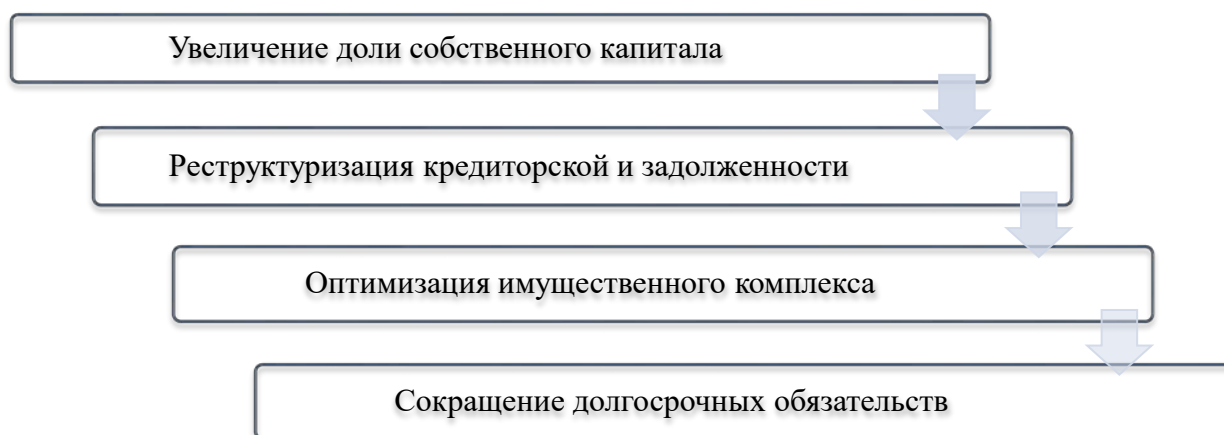 Увеличение доли собственного капитала
Реструктуризация кредиторской и задолженности
Оптимизация имущественного комплекса
Сокращение долгосрочных обязательств